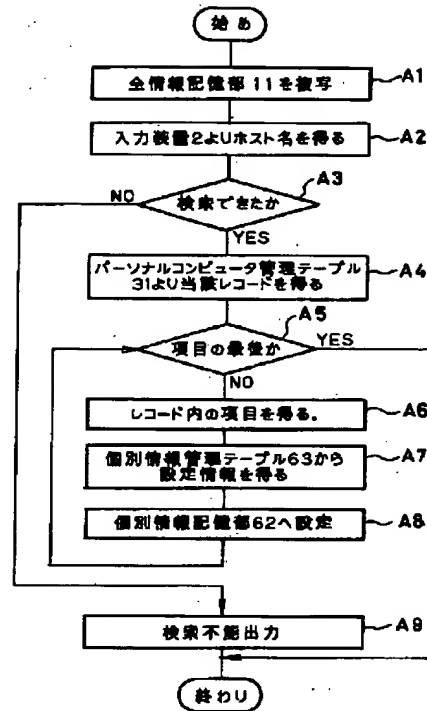 始め
全情報記憶部11を複写
A1
入力装置2よりホスト名を得る
A2
検索できたか
A3
NO
YES
パーソナルコンピュータ管理テーブル
31より当該レコードを得る
A4
項目の最後か
A5
YES
NO
レコード内の項目を得る。
A6
個別情報管理テーブル63から
設定情報を得る
A7
個別情報記憶部62へ設定
A8
検索不能出力
A9
終わり